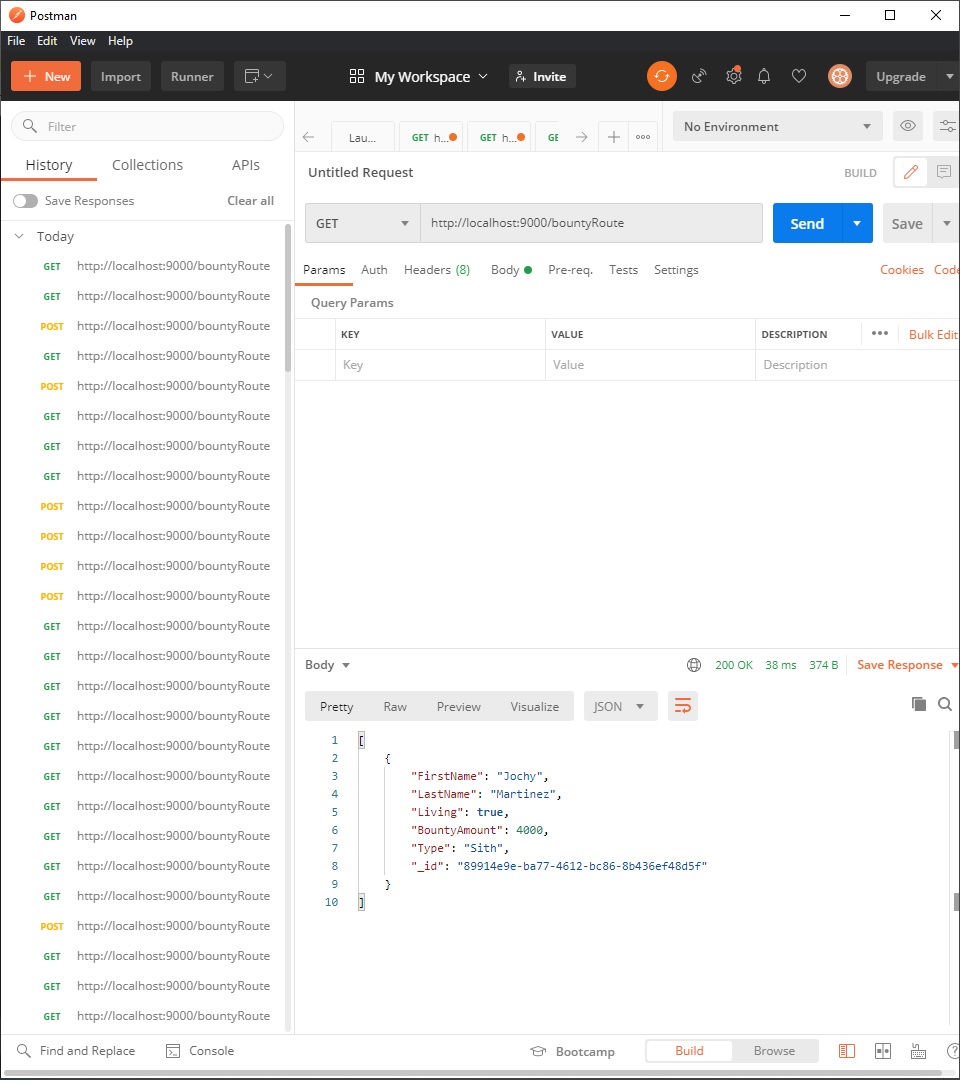 Postman
File Edit View Help
New Import Runner My Workspace Invite Upgrade
Filter
History Collections APIs
Save Responses Clear all
Today
GET http://localhost:9000/bountyRoute
GET http://localhost:9000/bountyRoute
POST http://localhost:9000/bountyRoute
GET http://localhost:9000/bountyRoute
POST http://localhost:9000/bountyRoute
GET http://localhost:9000/bountyRoute
GET http://localhost:9000/bountyRoute
GET http://localhost:9000/bountyRoute
POST http://localhost:9000/bountyRoute
POST http://localhost:9000/bountyRoute
POST http://localhost:9000/bountyRoute
POST http://localhost:9000/bountyRoute
GET http://localhost:9000/bountyRoute
GET http://localhost:9000/bountyRoute
GET http://localhost:9000/bountyRoute
GET http://localhost:9000/bountyRoute
GET http://localhost:9000/bountyRoute
GET http://localhost:9000/bountyRoute
GET http://localhost:9000/bountyRoute
GET http://localhost:9000/bountyRoute
GET http://localhost:9000/bountyRoute
GET http://localhost:9000/bountyRoute
POST http://localhost:9000/bountyRoute
GET http://localhost:9000/bountyRoute
GET http://localhost:9000/bountyRoute
GET http://localhost:9000/bountyRoute
Lau... GET h... GET h... GE No Environment
Untitled Request BUILD
GET http://localhost:9000/bountyRoute Send Save
Params Auth Headers (8) Body Pre-req. Tests Settings Cookies Code
Query Params
KEY VALUE DESCRIPTION ••• Bulk Edit
Key Value Description
Body 200 OK 38 ms 374 B Save Response
Pretty Raw Preview Visualize JSON
1 [
2 {
3 "FirstName": "Jochy",
4 "LastName": "Martinez",
5 "Living": true,
6 "BountyAmount": 4000,
7 "Type": "Sith",
8 "_id": "89914e9e-ba77-4612-bc86-8b436ef48d5f"
9 }
10 ]
Find and Replace Console Bootcamp Build Browse